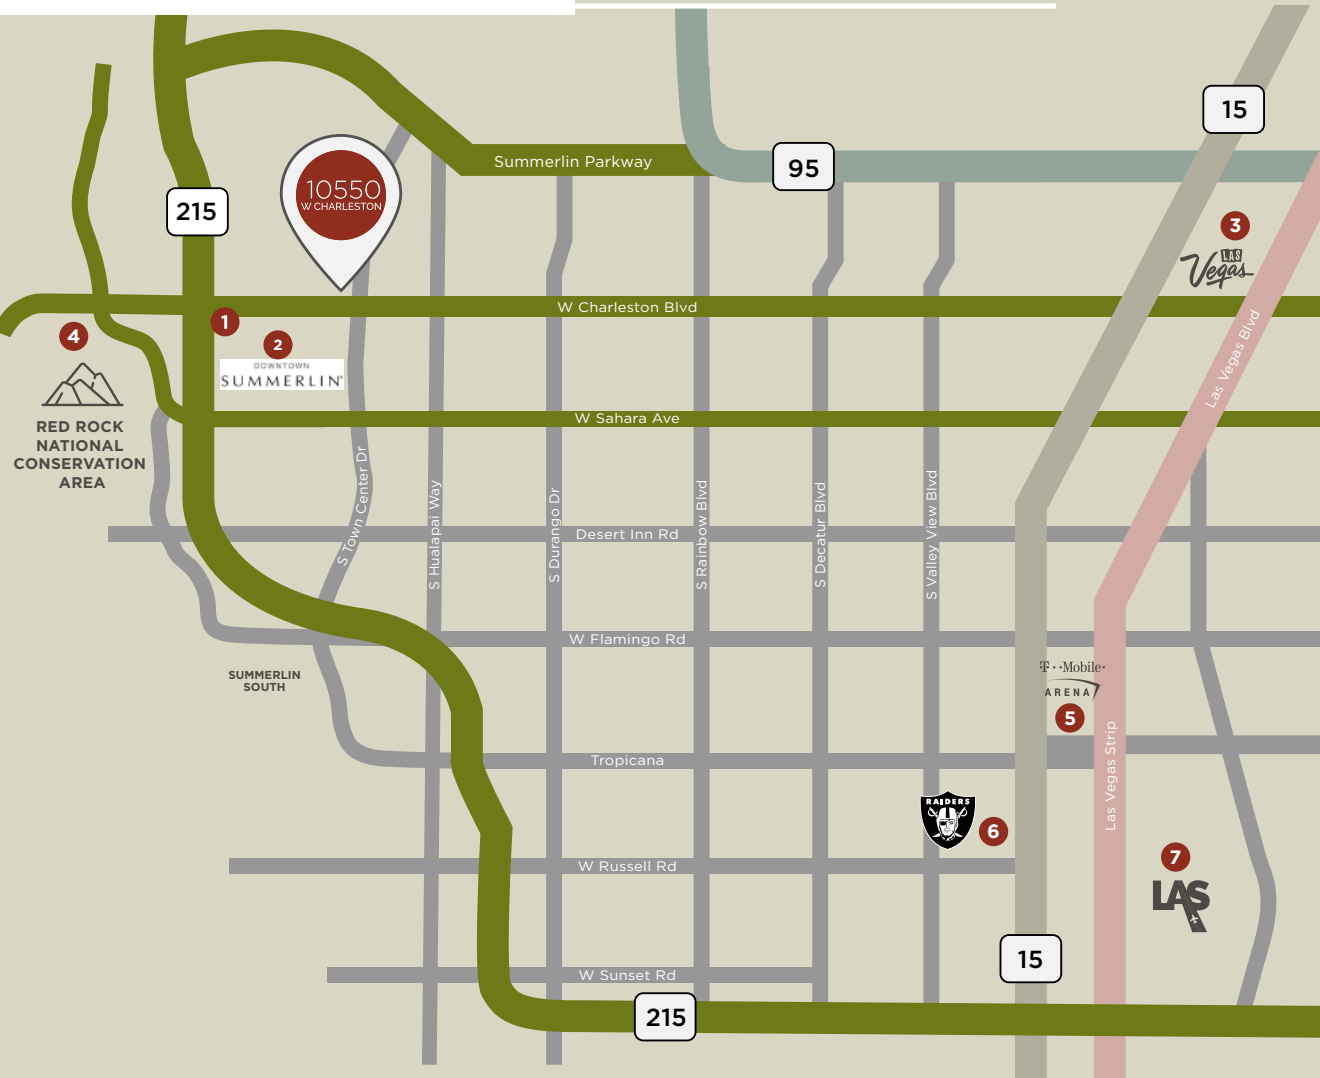 15
Summerlin Parkway
95
10550
W CHARLESTON
215
3
LAS
Vegas
W Charleston Blvd
1
4
2
DOWNTOWN
SUMMERLIN®
Las Vegas Blvd
RED ROCK
NATIONAL
CONSERVATION
AREA
W Sahara Ave
S Town Center Dr
S Hualapai Way
S Durango Dr
S Rainbow Blvd
S Decatur Blvd
S Valley View Blvd
Desert Inn Rd
W Flamingo Rd
SUMMERLIN
SOUTH
T··Mobile·
ARENA
5
Tropicana
Las Vegas Strip
RAIDERS
6
7
W Russell Rd
LAS
15
W Sunset Rd
215